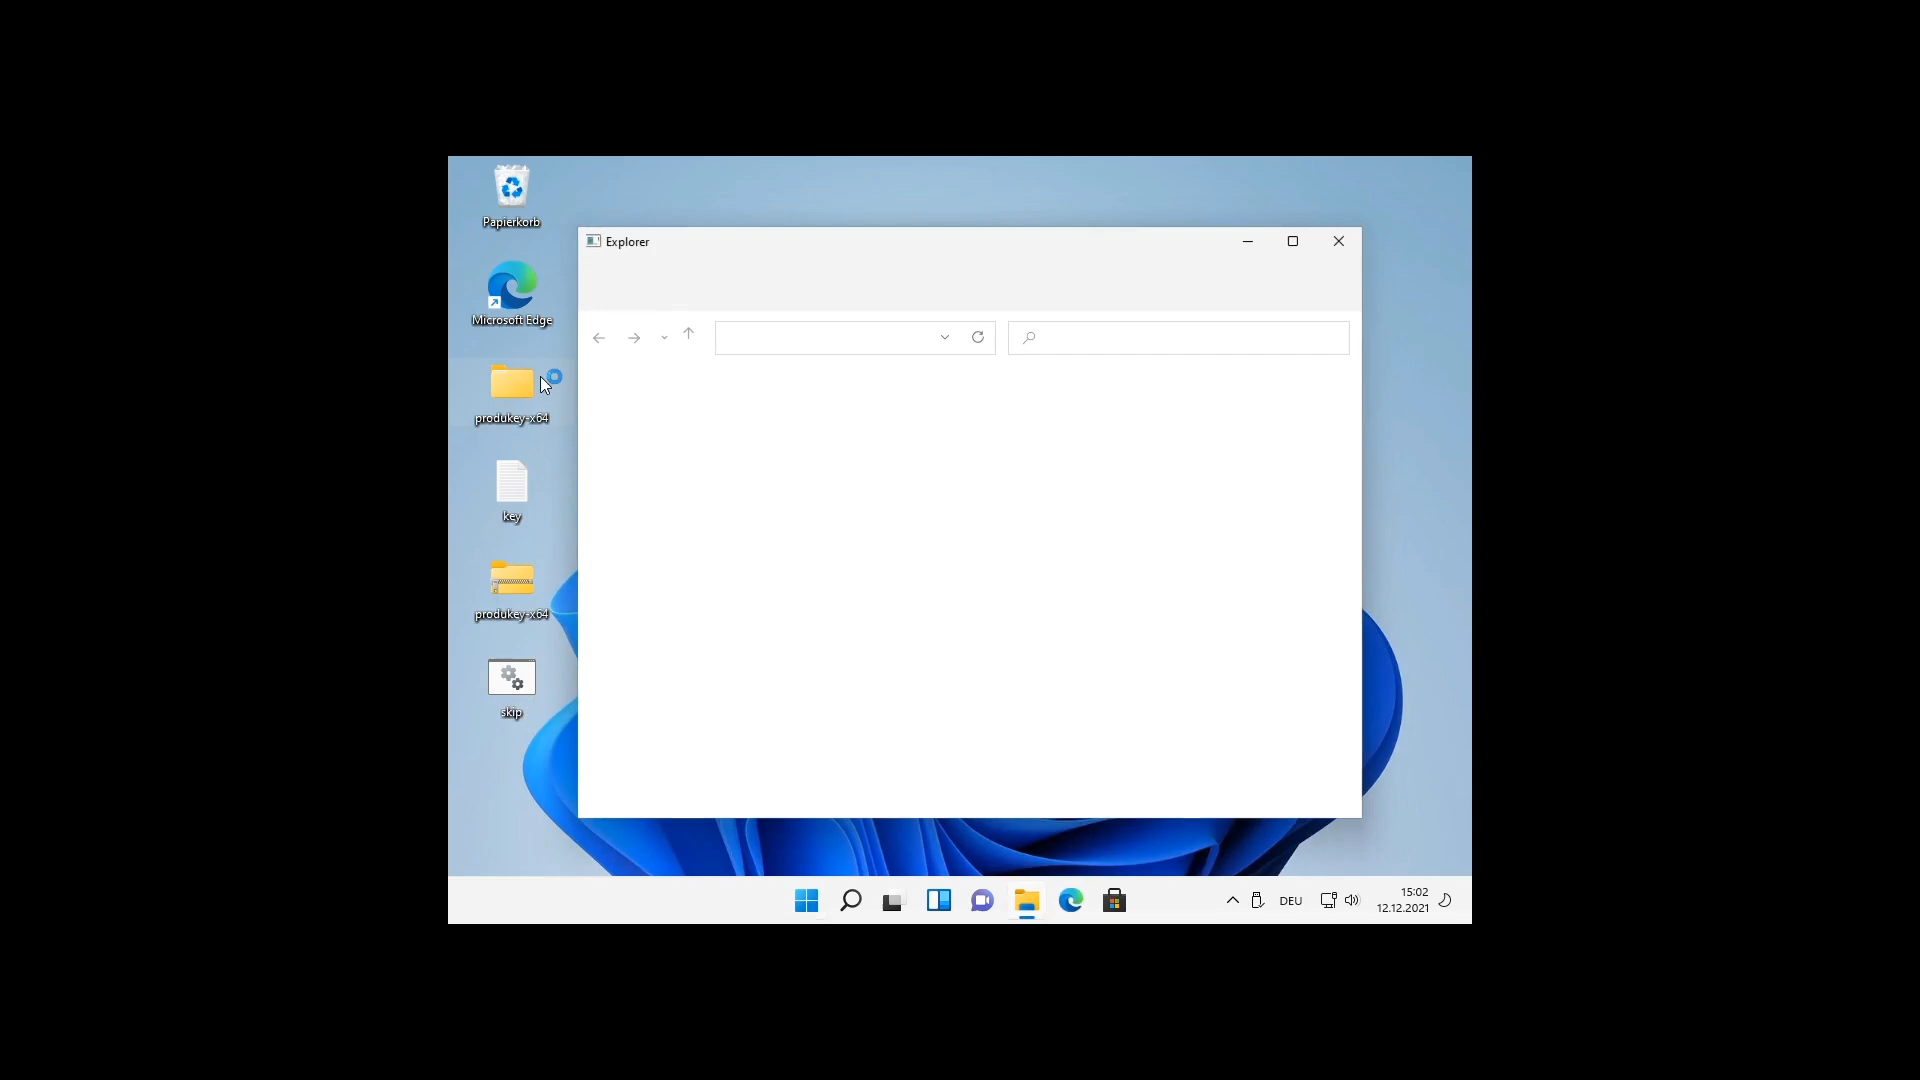 Papierkorb
Microsoft Edge
produkey-x64
key
produkey-x64
skip
Explorer
DEU
15:02
12.12.2021